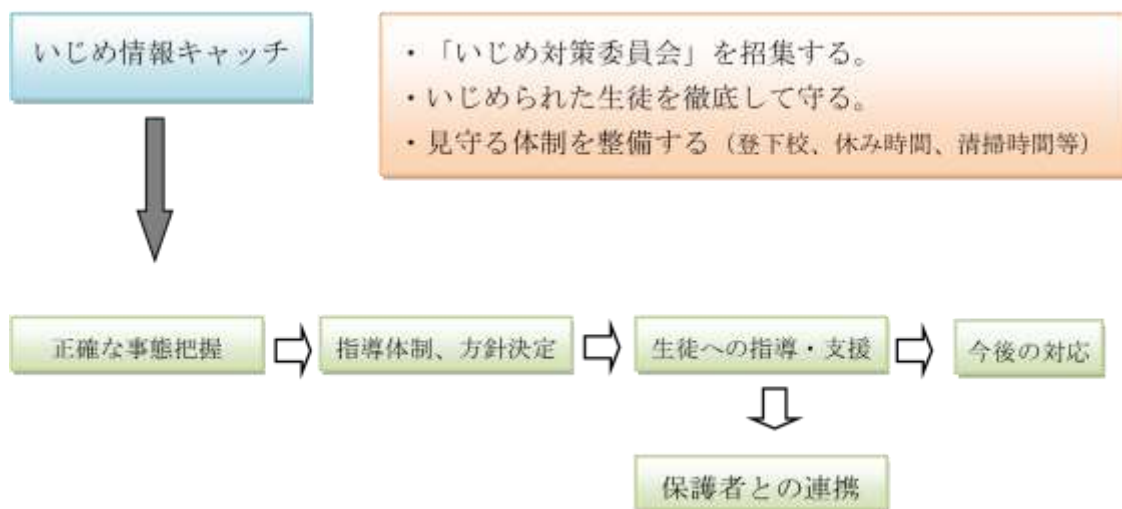 いじめ情報キャッチ
・「いじめ対策委員会」を招集する。
・いじめられた生徒を徹底して守る。
・見守る体制を整備する（登下校、休み時間、清掃時間等）
正確な事態把握
指導体制、方針決定
生徒への指導・支援
今後の対応
保護者との連携